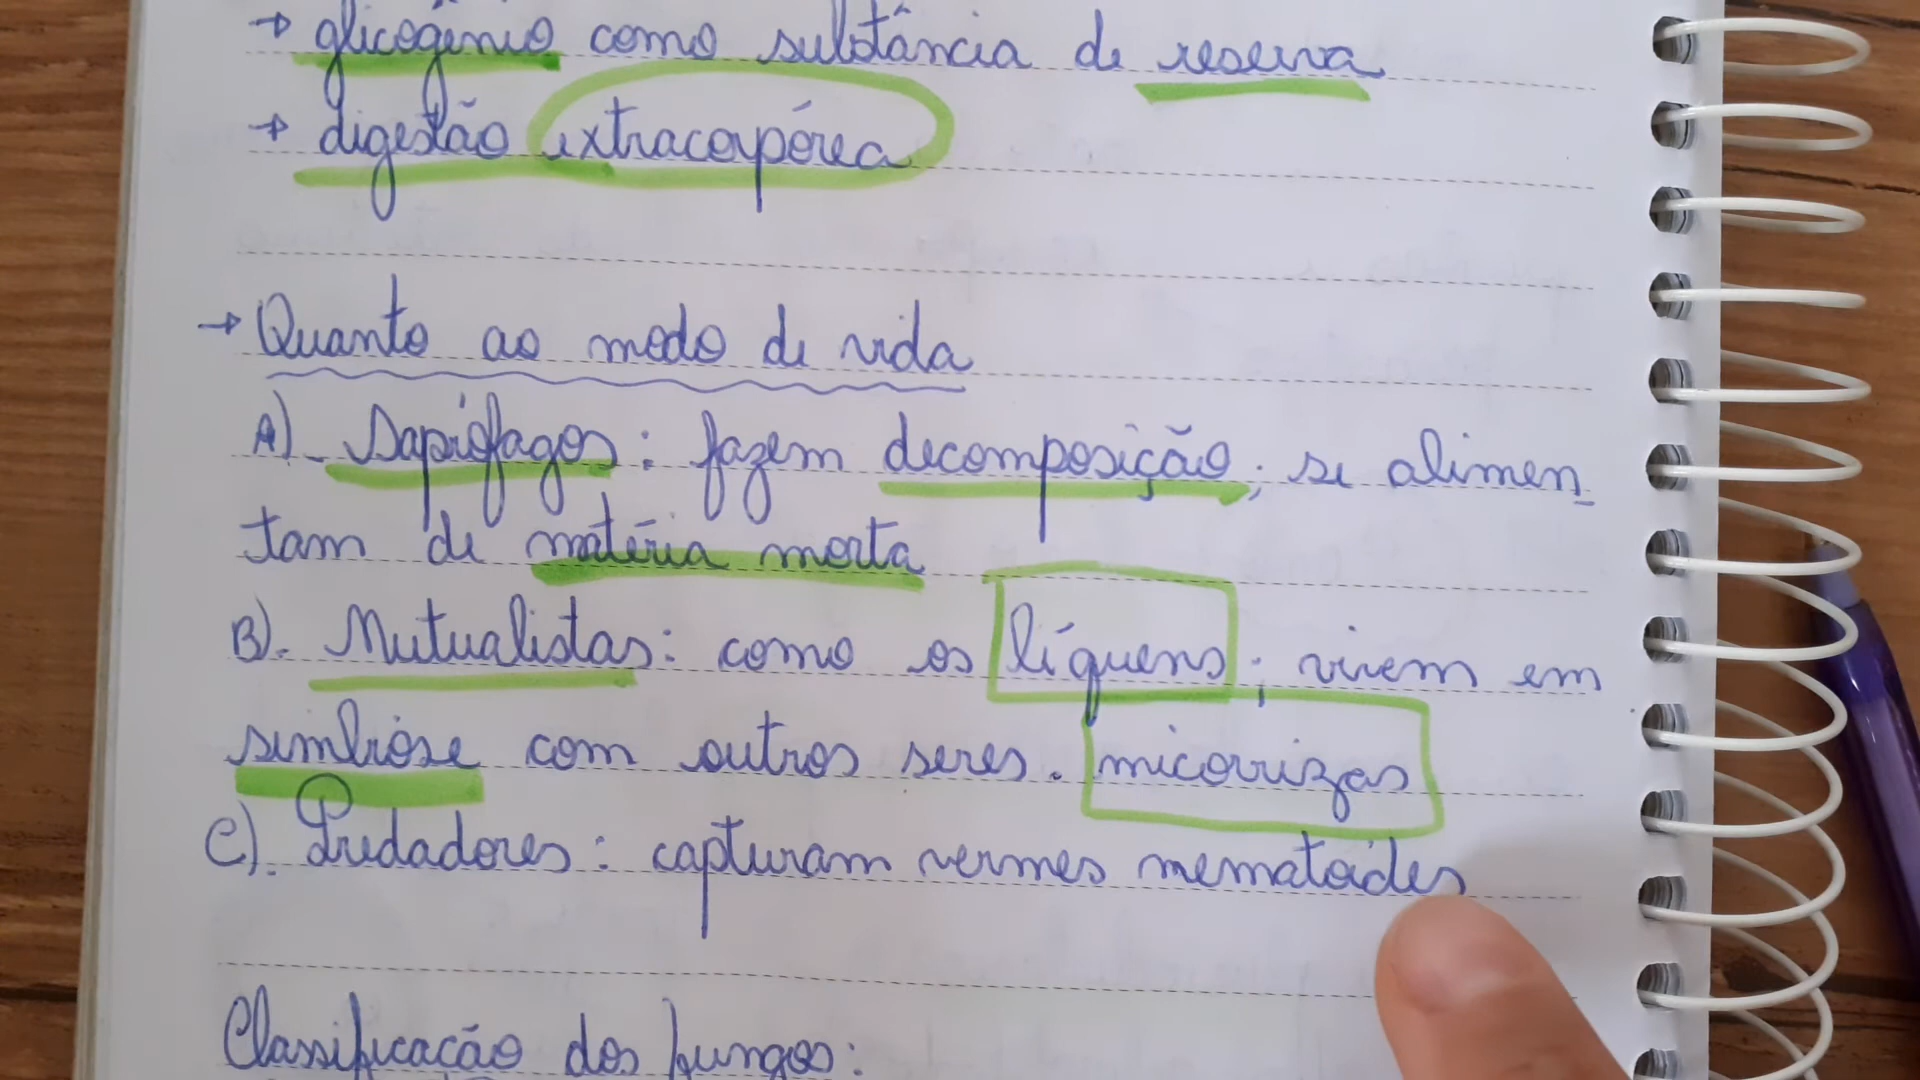 → glicogênio como substância de reserva
→ digestão extracorpórea
→ Quanto ao modo de vida
A). Saprófagos: fazem decomposição; se alimen
tam de matéria morta
B). Mutualistas: como os líquens; vivem em
simbiose com outros seres. micorrizas
C). Predadores: capturam vermes nematoides
Classificação dos fungos: